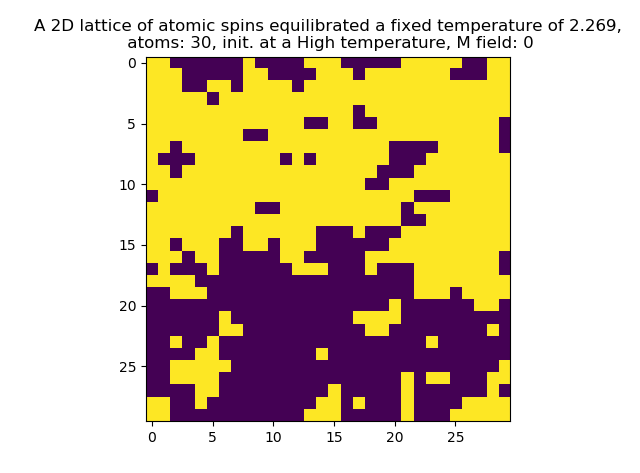 A 2D lattice of atomic spins equilibrated a fixed temperature of 2.269,
atoms: 30, init. at a High temperature, M field: 0
0
5
10
15
20
25
0 5 10 15 20 25